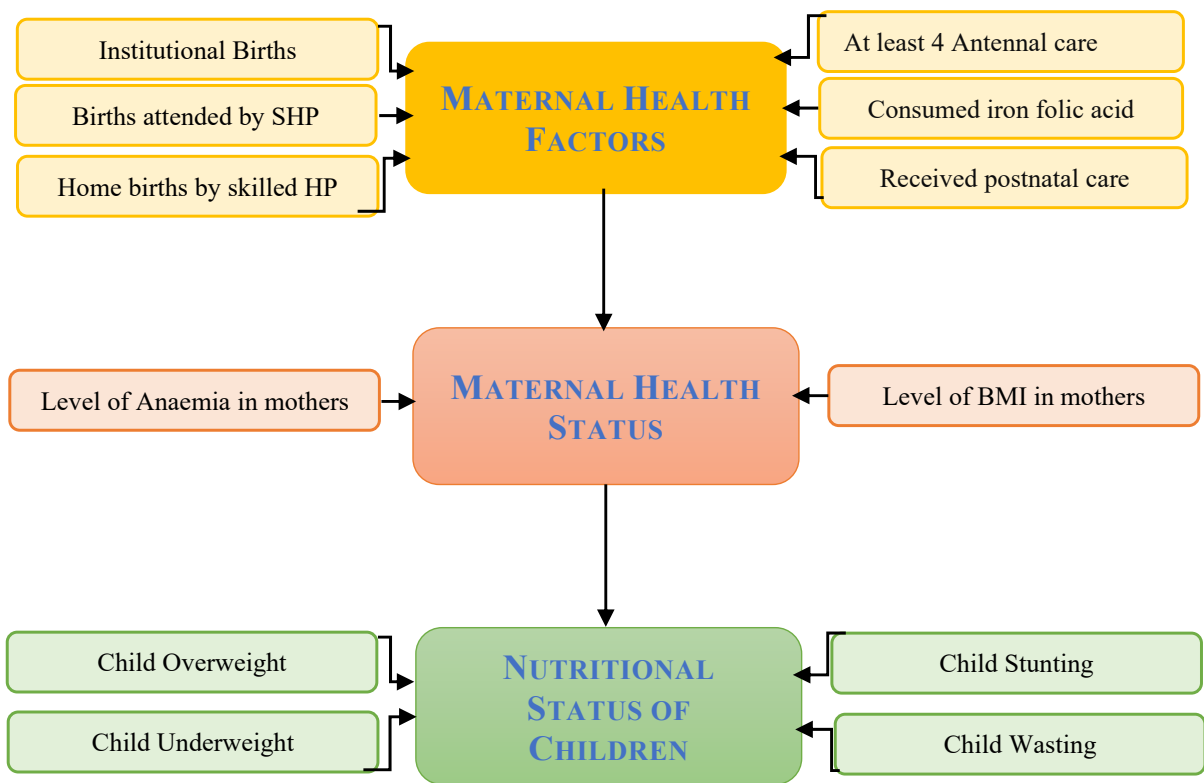 Institutional Births
Births attended by SHP
Home births by skilled HP
MATERNAL HEALTH
FACTORS
At least 4 Antennal care
Consumed iron folic acid
Received postnatal care
Level of Anaemia in mothers
MATERNAL HEALTH
STATUS
Level of BMI in mothers
Child Overweight
Child Underweight
NUTRITIONAL
STATUS OF
CHILDREN
Child Stunting
Child Wasting